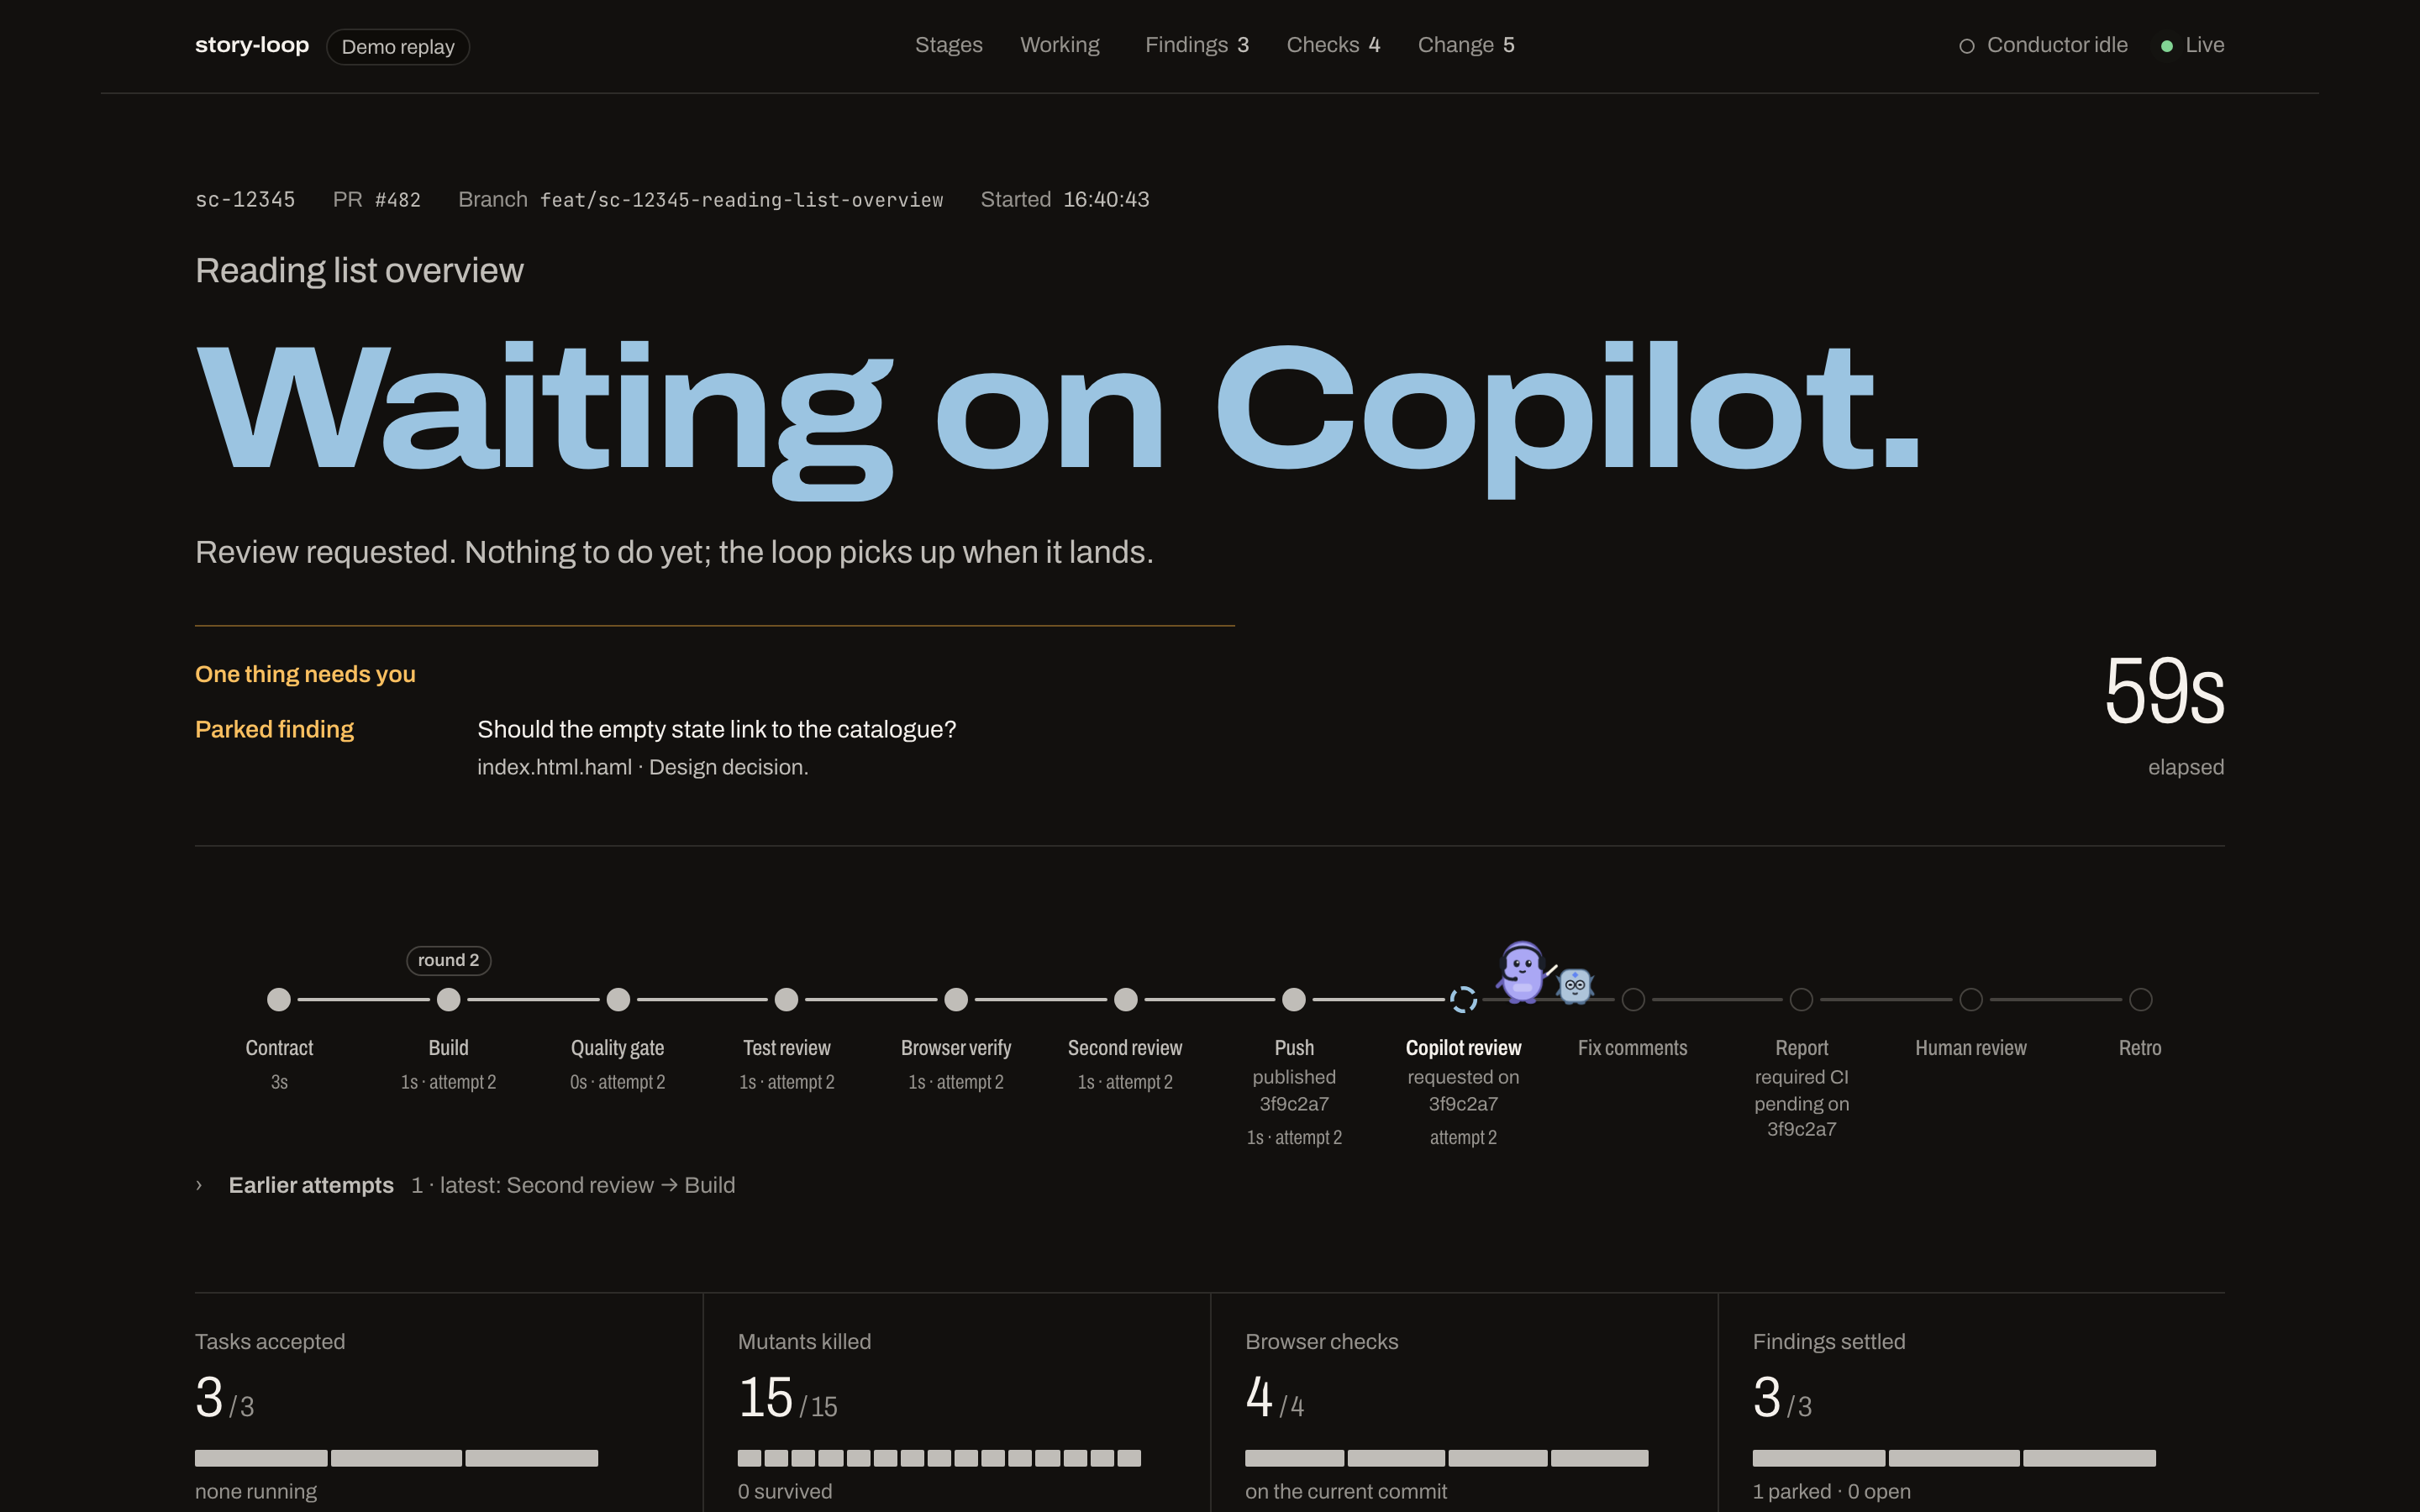 story-loop Demo replay Stages Working Findings 3 Checks 4 Change 5 Conductor idle Live
sc-12345 PR #482 Branch feat/sc-12345-reading-list-overview Started 16:40:43
Reading list overview
Waiting on Copilot.
Review requested. Nothing to do yet; the loop picks up when it lands.
One thing needs you
Parked finding Should the empty state link to the catalogue?
index.html.haml · Design decision.
59s
elapsed
round 2
Contract Build Quality gate Test review Browser verify Second review Push Copilot review Fix comments Report Human review Retro
3s 1s · attempt 2 0s · attempt 2 1s · attempt 2 1s · attempt 2 1s · attempt 2 published requested on required CI
3f9c2a7 3f9c2a7 pending on
1s · attempt 2 attempt 2 3f9c2a7
› Earlier attempts 1 · latest: Second review → Build
Tasks accepted Mutants killed Browser checks Findings settled
3 /3 15 /15 4 /4 3 /3
none running 0 survived on the current commit 1 parked · 0 open